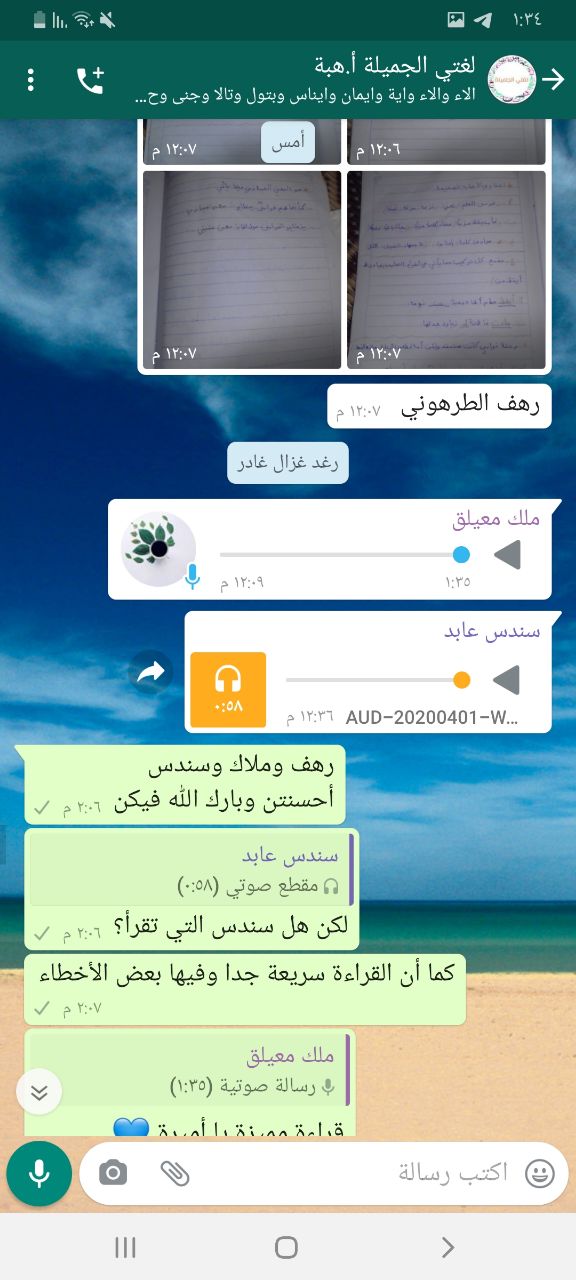 ١:٣٤
لغتي الجميلة أ.هبة
الاء والاء واية وايمان وايناس وبتول وتالا وجنى وح...
أمس
١٢:٠٦ م
١٢:٠٧ م
١٢:٠٧ م
١٢:٠٧ م
رهف الطرهوني
١٢:٠٧ م
رغد غزال غادر
ملك معيلق
١:٣٥
١٢:٠٩ م
سندس عابد
٠:٥٨
AUD-20200401-W...
١٢:٣٦ م
رهف وملاك وسندس
أحسنتن وبارك الله فيكن
٢:٠٦ م
سندس عابد
مقطع صوتي (٠:٥٨)
لكن هل سندس التي تقرأ؟
٢:٠٦ م
كما أن القراءة سريعة جدا وفيها بعض الأخطاء
٢:٠٧ م
ملك معيلق
رسالة صوتية (١:٣٥)
قراءة مميزة يا أميرة 💙
اكتب رسالة